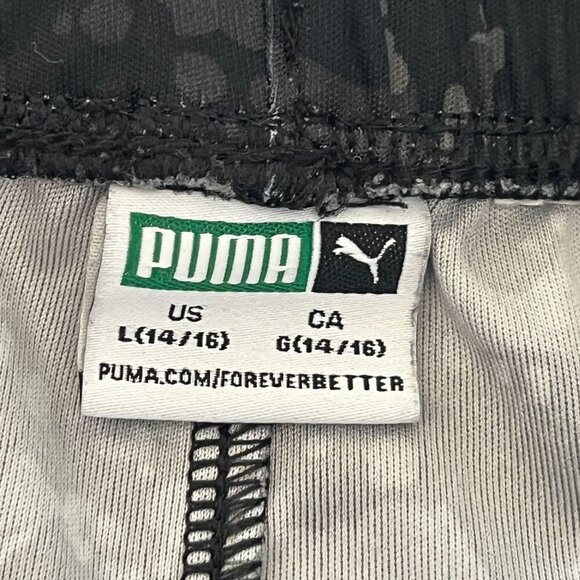 PUMA
US CA
L(14/16) G(14/16)
PUMA.COM/FOREVERBETTER